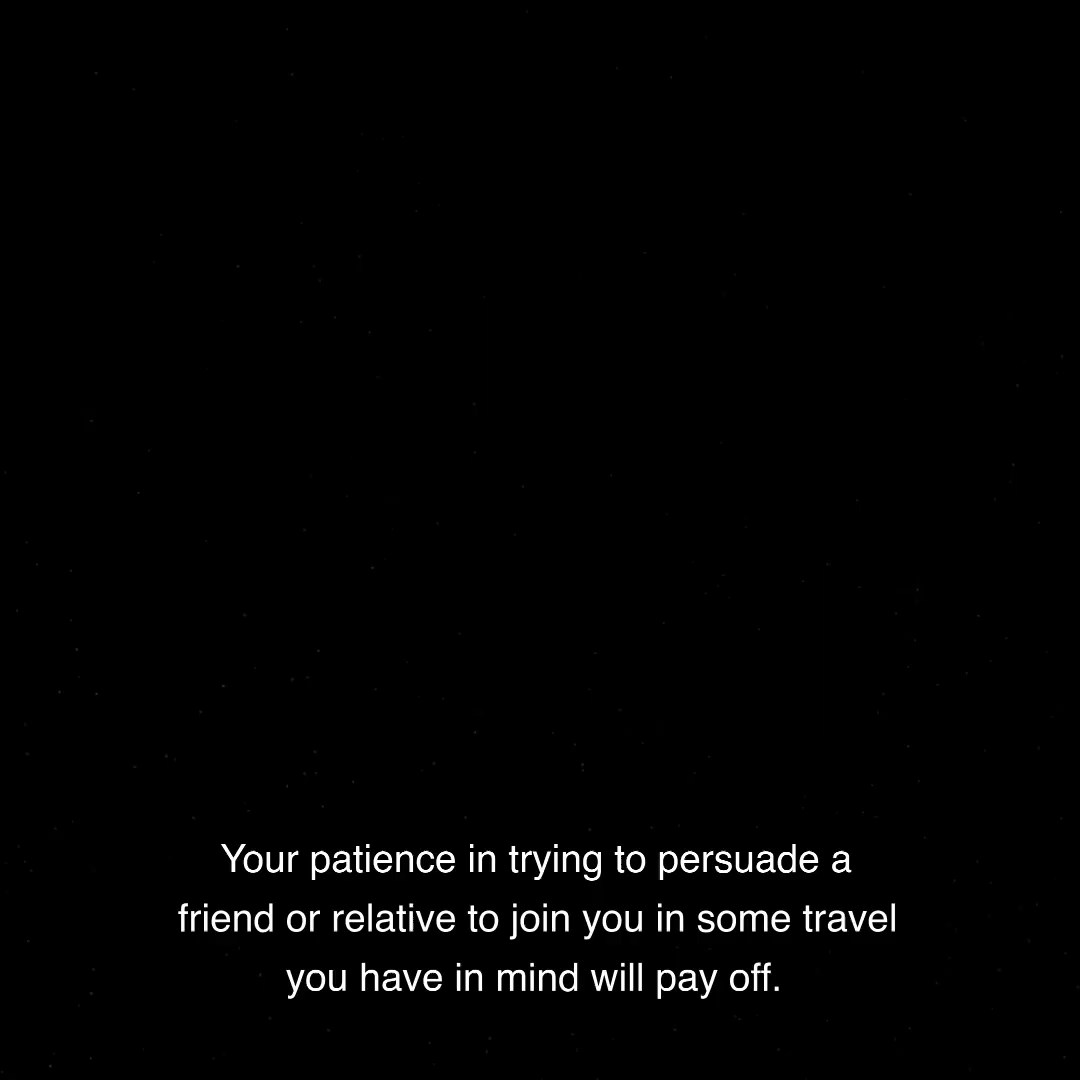 Your patience in trying to persuade a
friend or relative to join you in some travel
you have in mind will pay off.